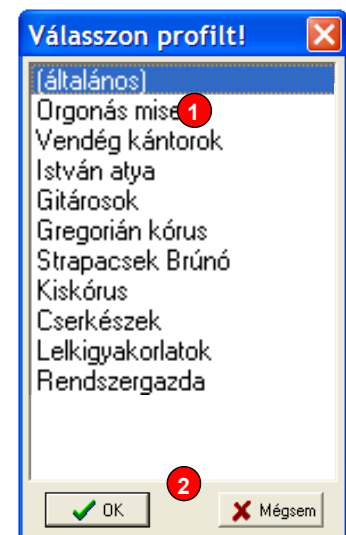 Válasszon profilt!
(általános)
Orgonás mise
1
Vendég kántorok
István atya
Gitárosok
Gregorián kórus
Strapacsek Brúnó
Kiskórus
Cserkészek
Lelkigyakorlatok
Rendszergazda
2
OK
Mégsem